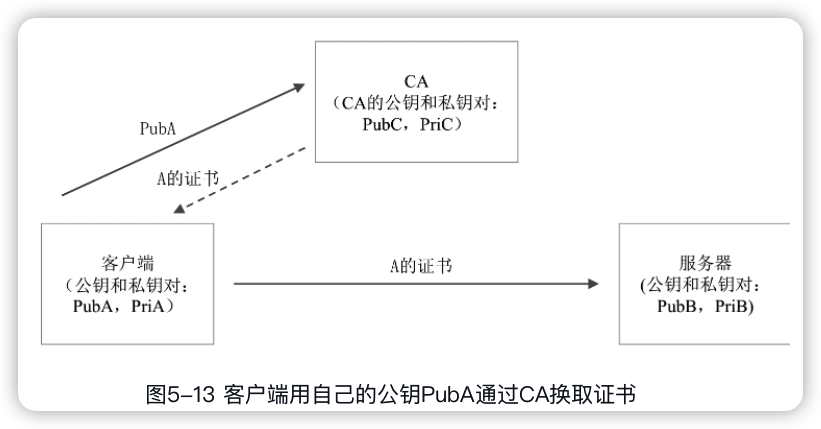 CA
(CA的公钥和私钥对：
PubC，PriC）
PubA
A的证书
客户端
（公钥和私钥对：
PubA，PriA）
A的证书
服务器
(公钥和私钥对：
PubB，PriB)
图5-13 客户端用自己的公钥PubA通过CA换取证书